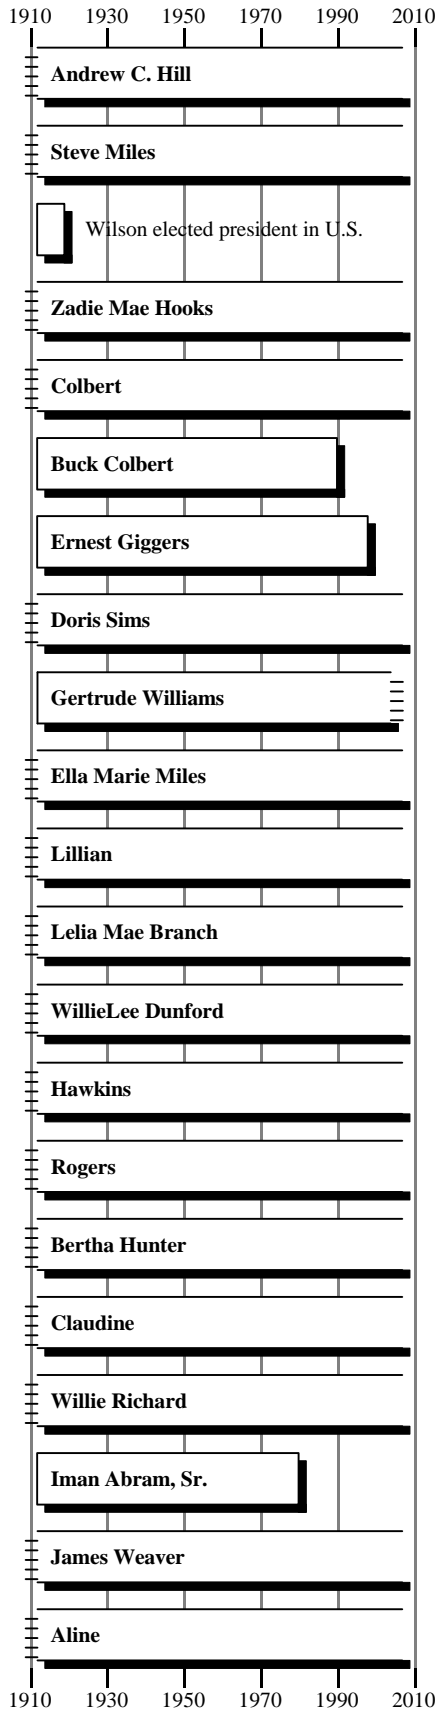 1910 1930 1950 1970 1990 2010
Andrew C. Hill
Steve Miles
Wilson elected president in U.S.
Zadie Mae Hooks
Colbert
Buck Colbert
Ernest Giggers
Doris Sims
Gertrude Williams
Ella Marie Miles
Lillian
Lelia Mae Branch
WillieLee Dunford
Hawkins
Rogers
Bertha Hunter
Claudine
Willie Richard
Iman Abram, Sr.
James Weaver
Aline
1910 1930 1950 1970 1990 2010